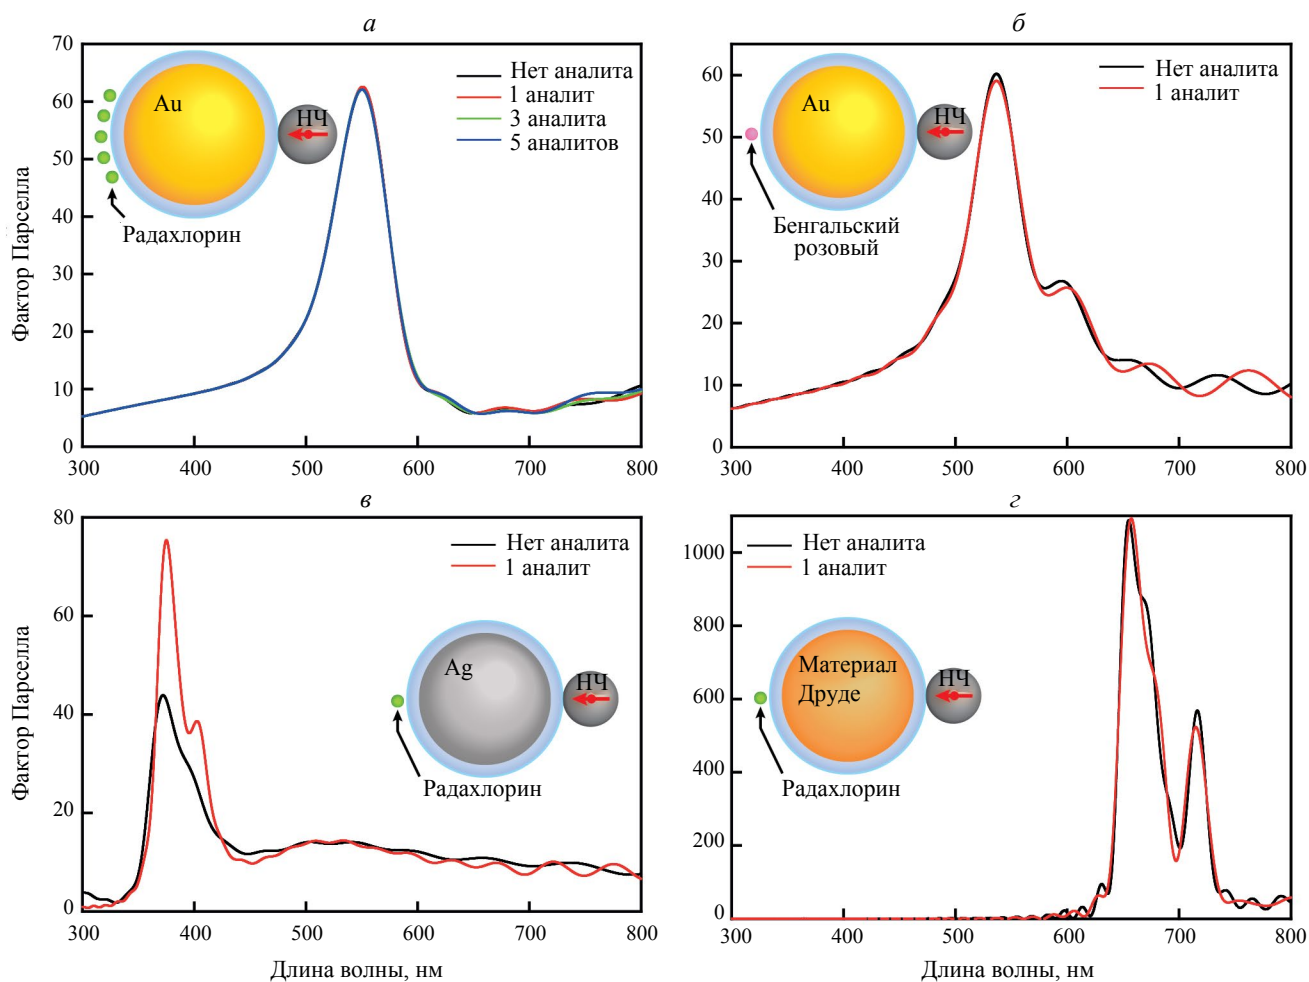 а
70
60
50
40
30
20
10
0
300
400
500
600
700
800
Фактор Парселла
Au
НЧ
Радахлорин
Нет аналита
1 аналит
3 аналита
5 аналитов
б
60
50
40
30
20
10
0
300
400
500
600
700
800
Au
НЧ
Бенгальский
розовый
Нет аналита
1 аналит
в
80
60
40
20
0
300
400
500
600
700
800
Фактор Парселла
Длина волны, нм
Нет аналита
1 аналит
Ag
НЧ
Радахлорин
г
1000
800
600
400
200
0
300
400
500
600
700
800
Длина волны, нм
Нет аналита
1 аналит
Материал
Друде
НЧ
Радахлорин